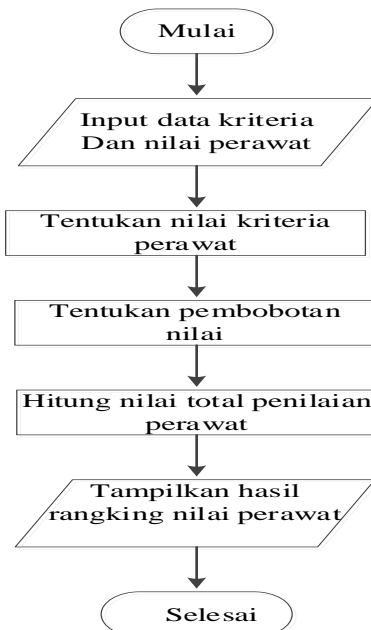 Mulai
Input data kriteria
Dan nilai perawat
Tentukan nilai kriteria
perawat
Tentukan pembobotan
nilai
Hitung nilai total penilaian
perawat
Tampilkan hasil
rangking nilai perawat
Selesai